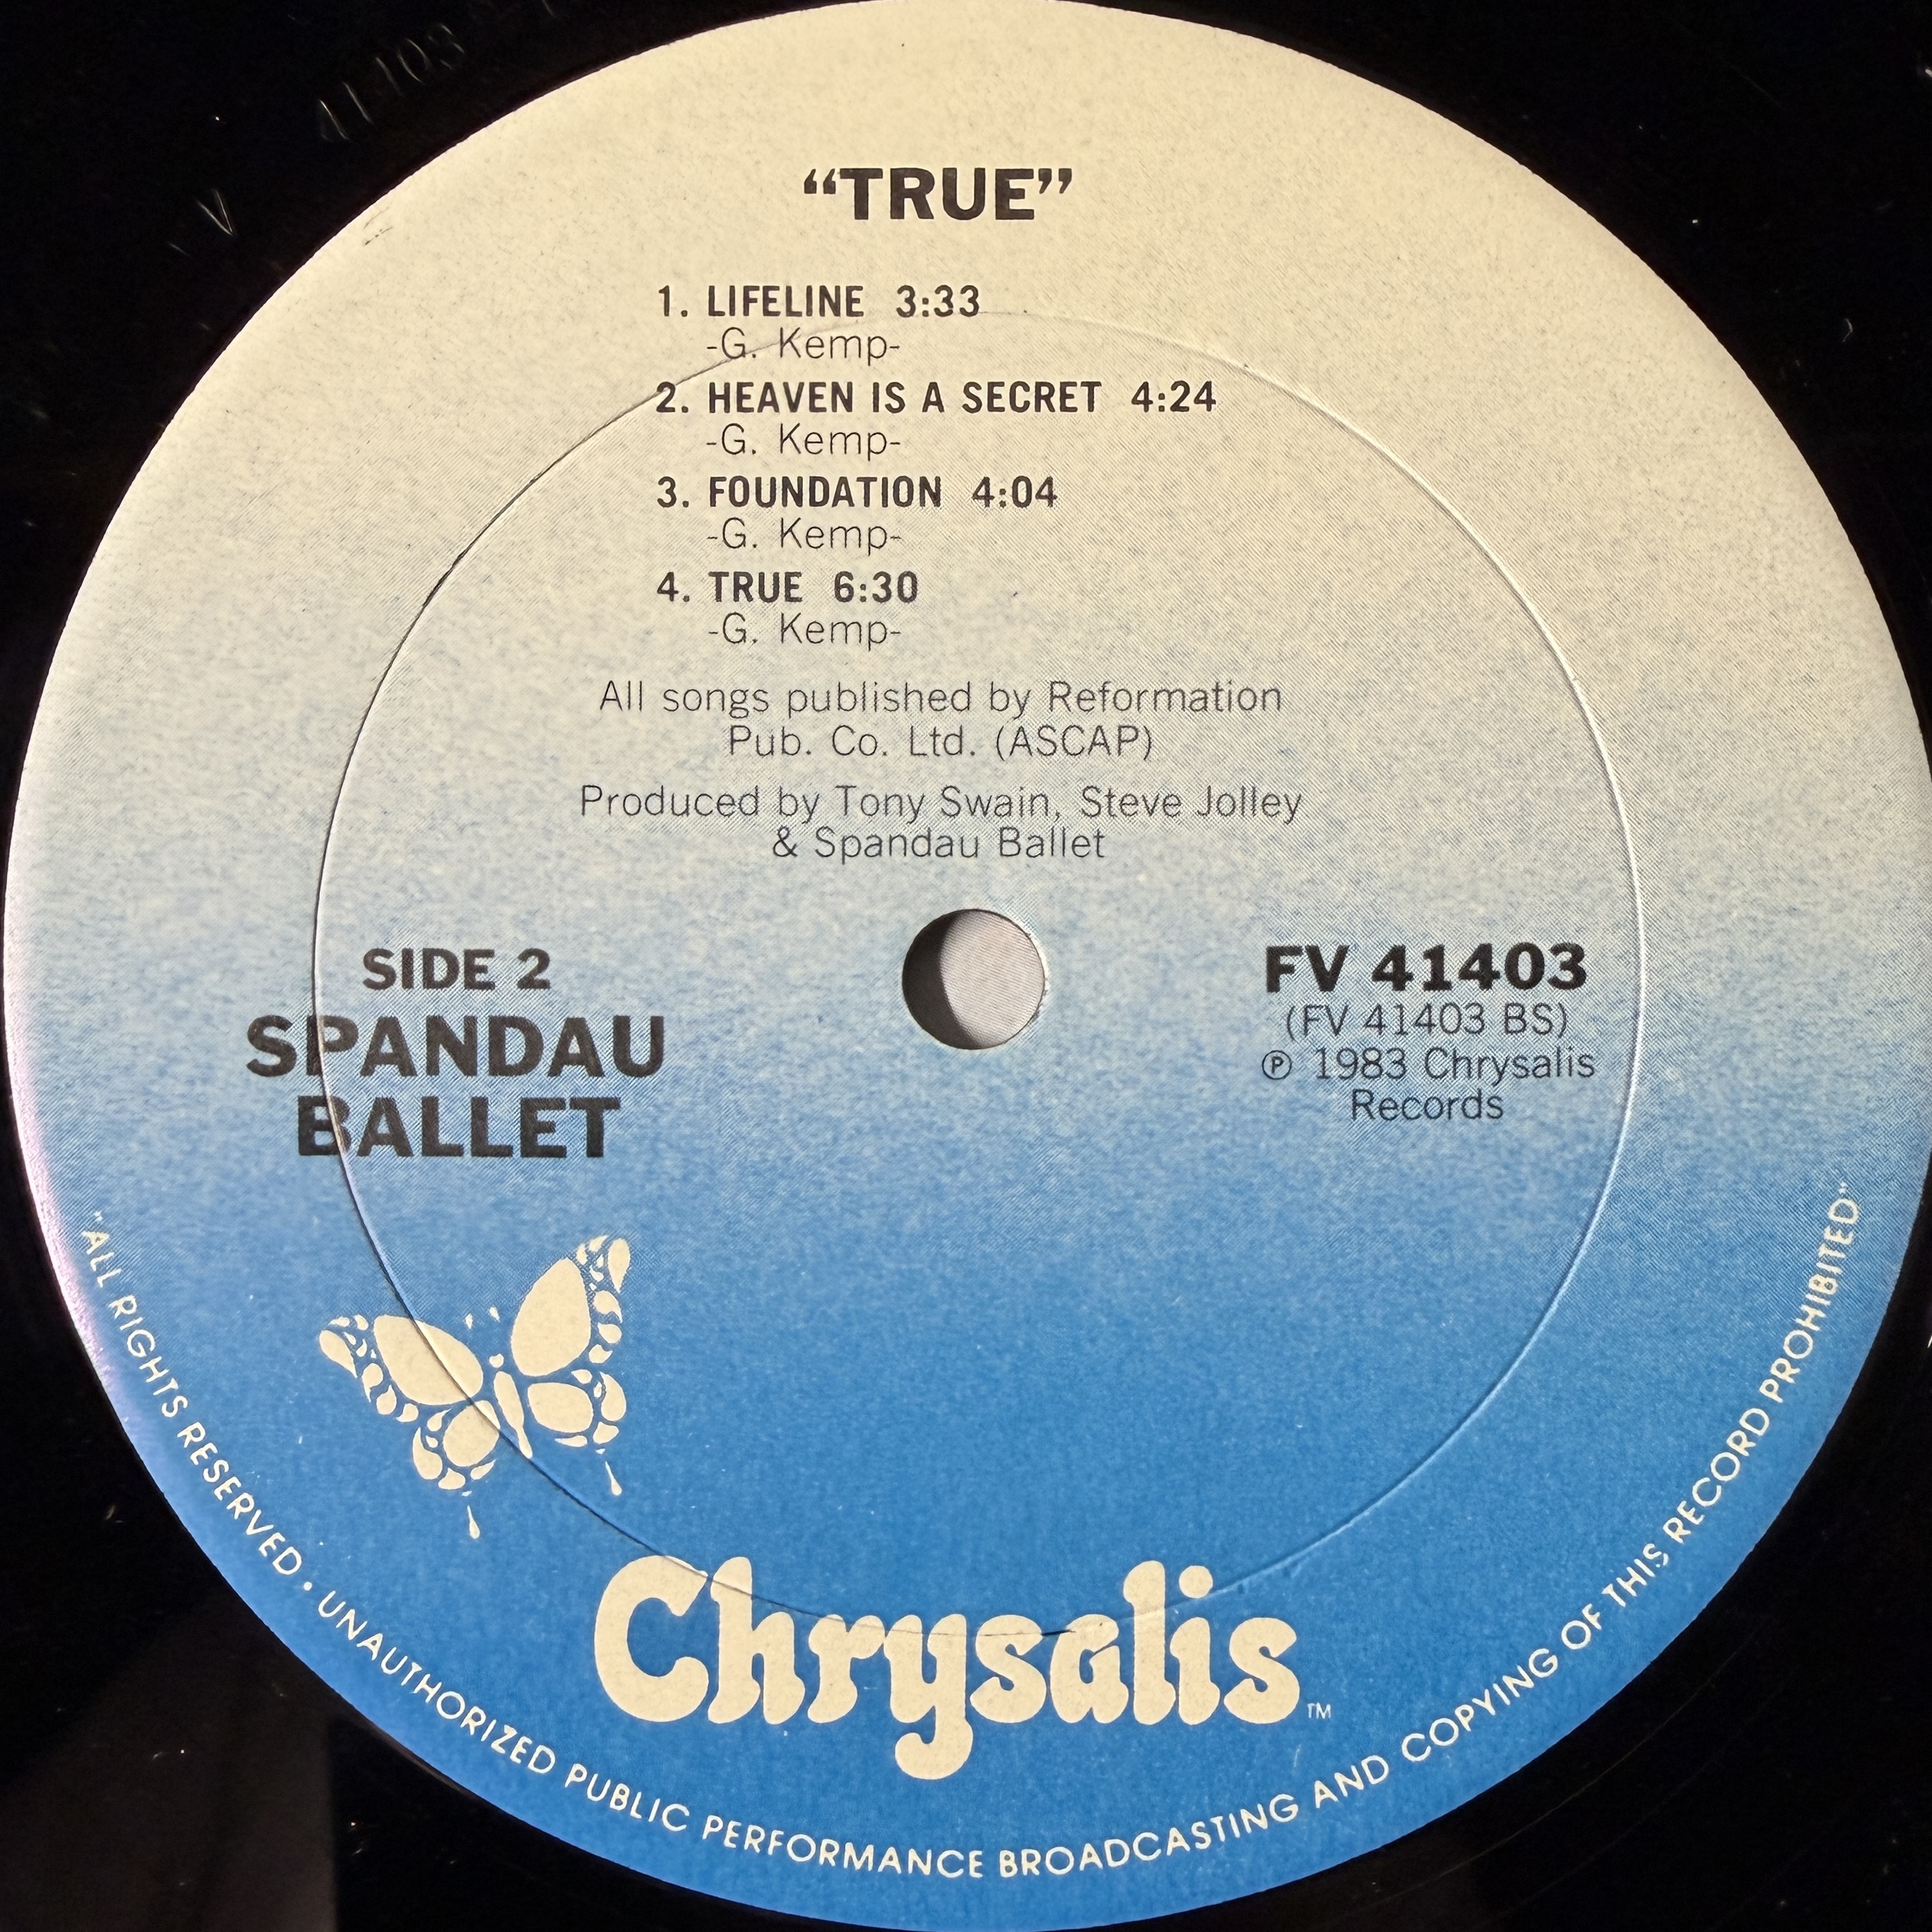 41403
V
“TRUE”
1. LIFELINE 3:33
-G. Kemp-
2. HEAVEN IS A SECRET 4:24
-G. Kemp-
3. FOUNDATION 4:04
-G. Kemp-
4. TRUE 6:30
-G. Kemp-
All songs published by Reformation
Pub. Co. Ltd. (ASCAP)
Produced by Tony Swain, Steve Jolley
& Spandau Ballet
SIDE 2
SPANDAU
BALLET
FV 41403
(FV 41403 BS)
℗ 1983 Chrysalis
Records
Chrysalis™
"ALL RIGHTS RESERVED • UNAUTHORIZED PUBLIC PERFORMANCE BROADCASTING AND COPYING OF THIS RECORD PROHIBITED"